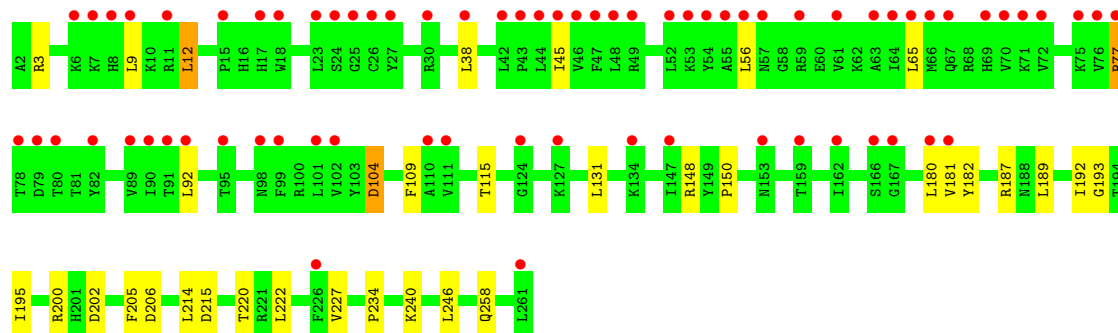 A2 R3 K6 K7 H8 L9 K10 R11 L12 P15 H16 H17 W18 L23 S24 G25 C26 Y27 R30 L38 L42 P43 L44 I45 V46 F47 L48 R49 L52 K53 Y54 A55 L56 N57 G58 R59 E60 V61 K62 A63 I64 L65 M66 Q67 R68 H69 V70 K71 V72 K75 V76 R77
T78 D79 T80 T81 Y82 V89 I90 T91 L92 T95 N98 F99 R100 L101 V102 Y103 D104 F109 A110 V111 T115 G124 K127 L131 K134 I147 R148 Y149 P150 N153 T159 I162 S166 G167 L180 V181 Y182 R187 N188 L189 I192 G193
I195 R200 H201 D202 F205 D206 L214 D215 T220 R221 L222 F226 V227 P234 K240 L246 Q258 L261